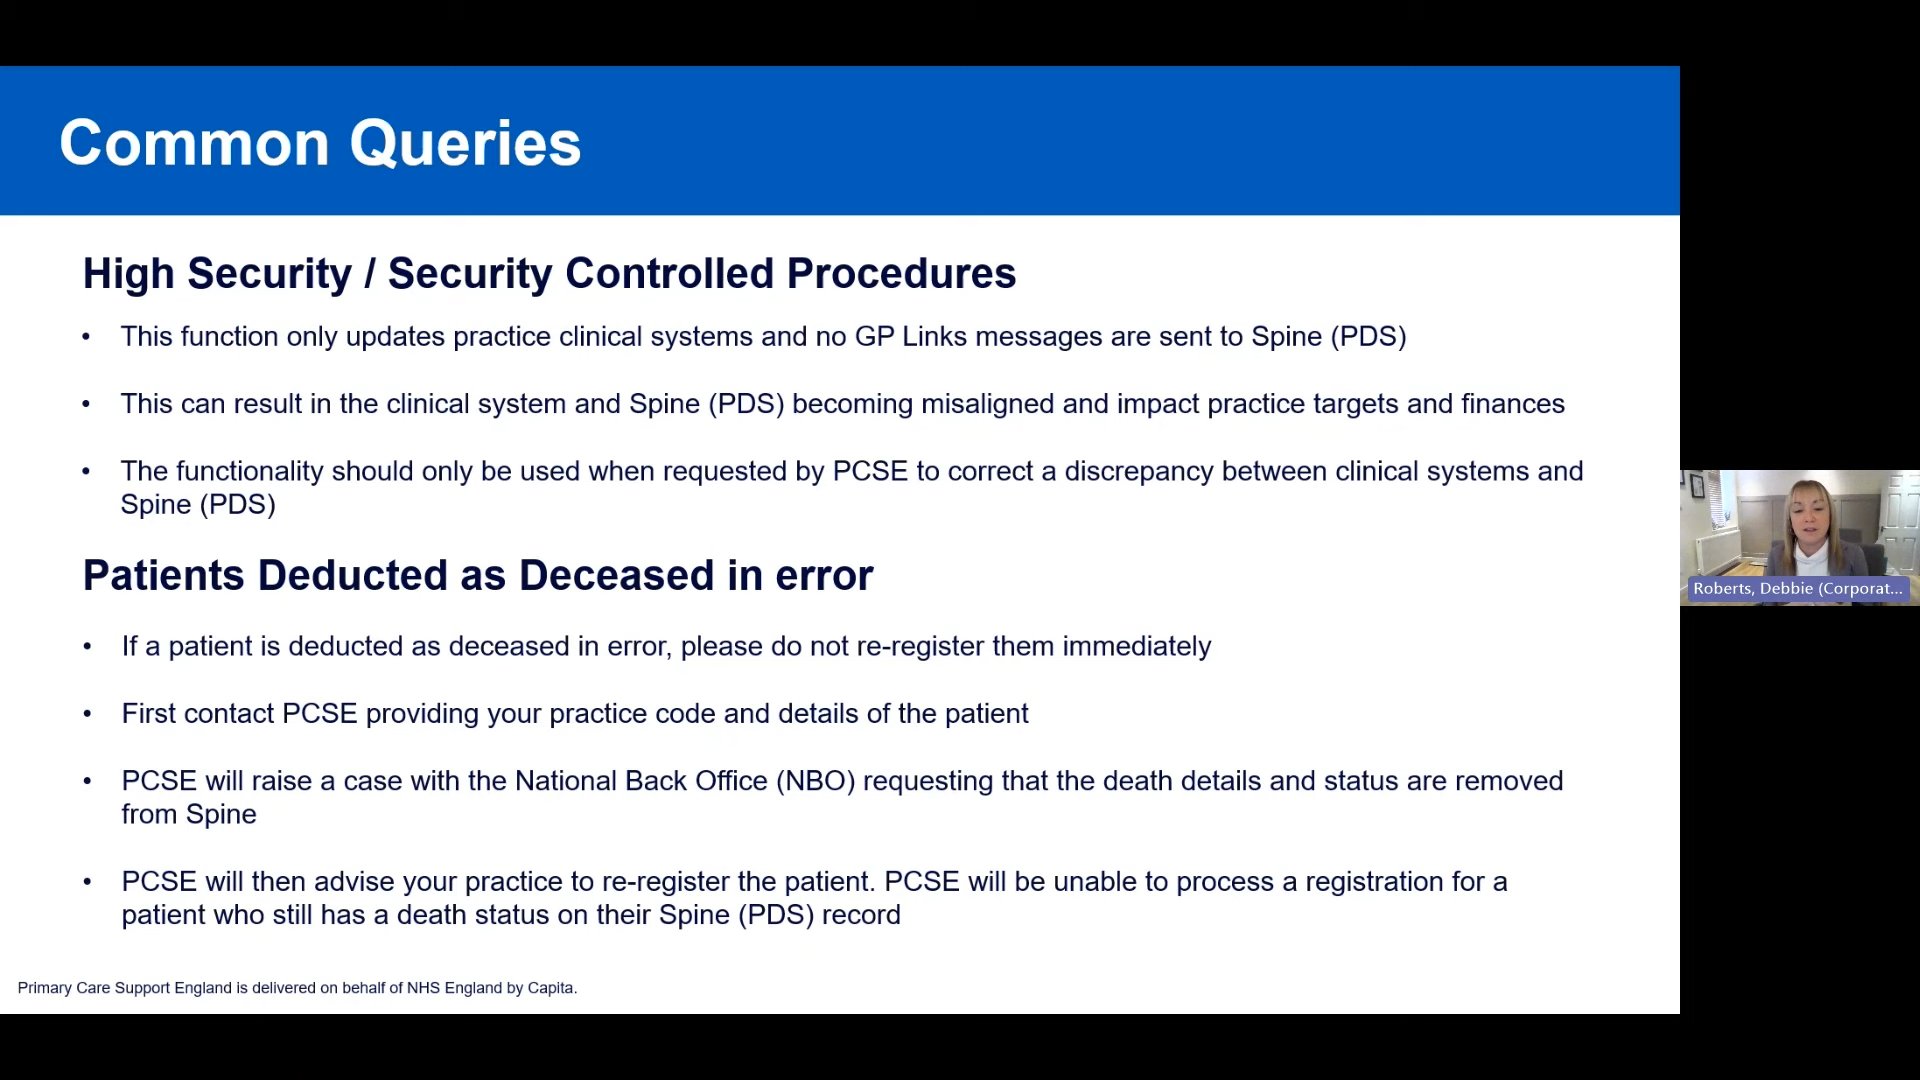 Common Queries
High Security / Security Controlled Procedures
• This function only updates practice clinical systems and no GP Links messages are sent to Spine (PDS)
• This can result in the clinical system and Spine (PDS) becoming misaligned and impact practice targets and finances
• The functionality should only be used when requested by PCSE to correct a discrepancy between clinical systems and
Spine (PDS)
Patients Deducted as Deceased in error
• If a patient is deducted as deceased in error, please do not re-register them immediately
• First contact PCSE providing your practice code and details of the patient
• PCSE will raise a case with the National Back Office (NBO) requesting that the death details and status are removed
from Spine
• PCSE will then advise your practice to re-register the patient. PCSE will be unable to process a registration for a
patient who still has a death status on their Spine (PDS) record
Primary Care Support England is delivered on behalf of NHS England by Capita.
Roberts, Debbie (Corporat...